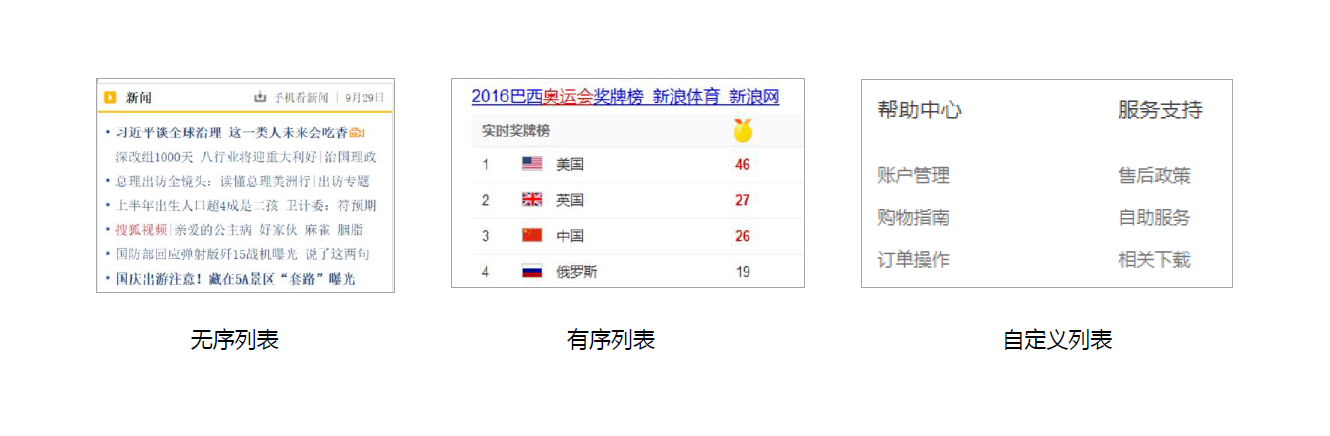 新闻 手机看新闻 | 9月29日
• 习近平谈全球治理 这一类人未来会吃香
深改组1000天 八行业将迎重大利好|治国理政
• 总理出访全镜头：读懂总理美洲行|出访专题
• 上半年出生人口超4成是二孩 卫计委：符预期
• 搜狐视频|亲爱的公主病 好家伙 麻雀 胭脂
• 国防部回应弹射版歼15战机曝光 说了这两句
• 国庆出游注意！藏在5A景区“套路”曝光
无序列表
2016巴西奥运会奖牌榜_新浪体育_新浪网
实时奖牌榜
1 美国 46
2 英国 27
3 中国 26
4 俄罗斯 19
有序列表
帮助中心 服务支持
账户管理 售后政策
购物指南 自助服务
订单操作 相关下载
自定义列表